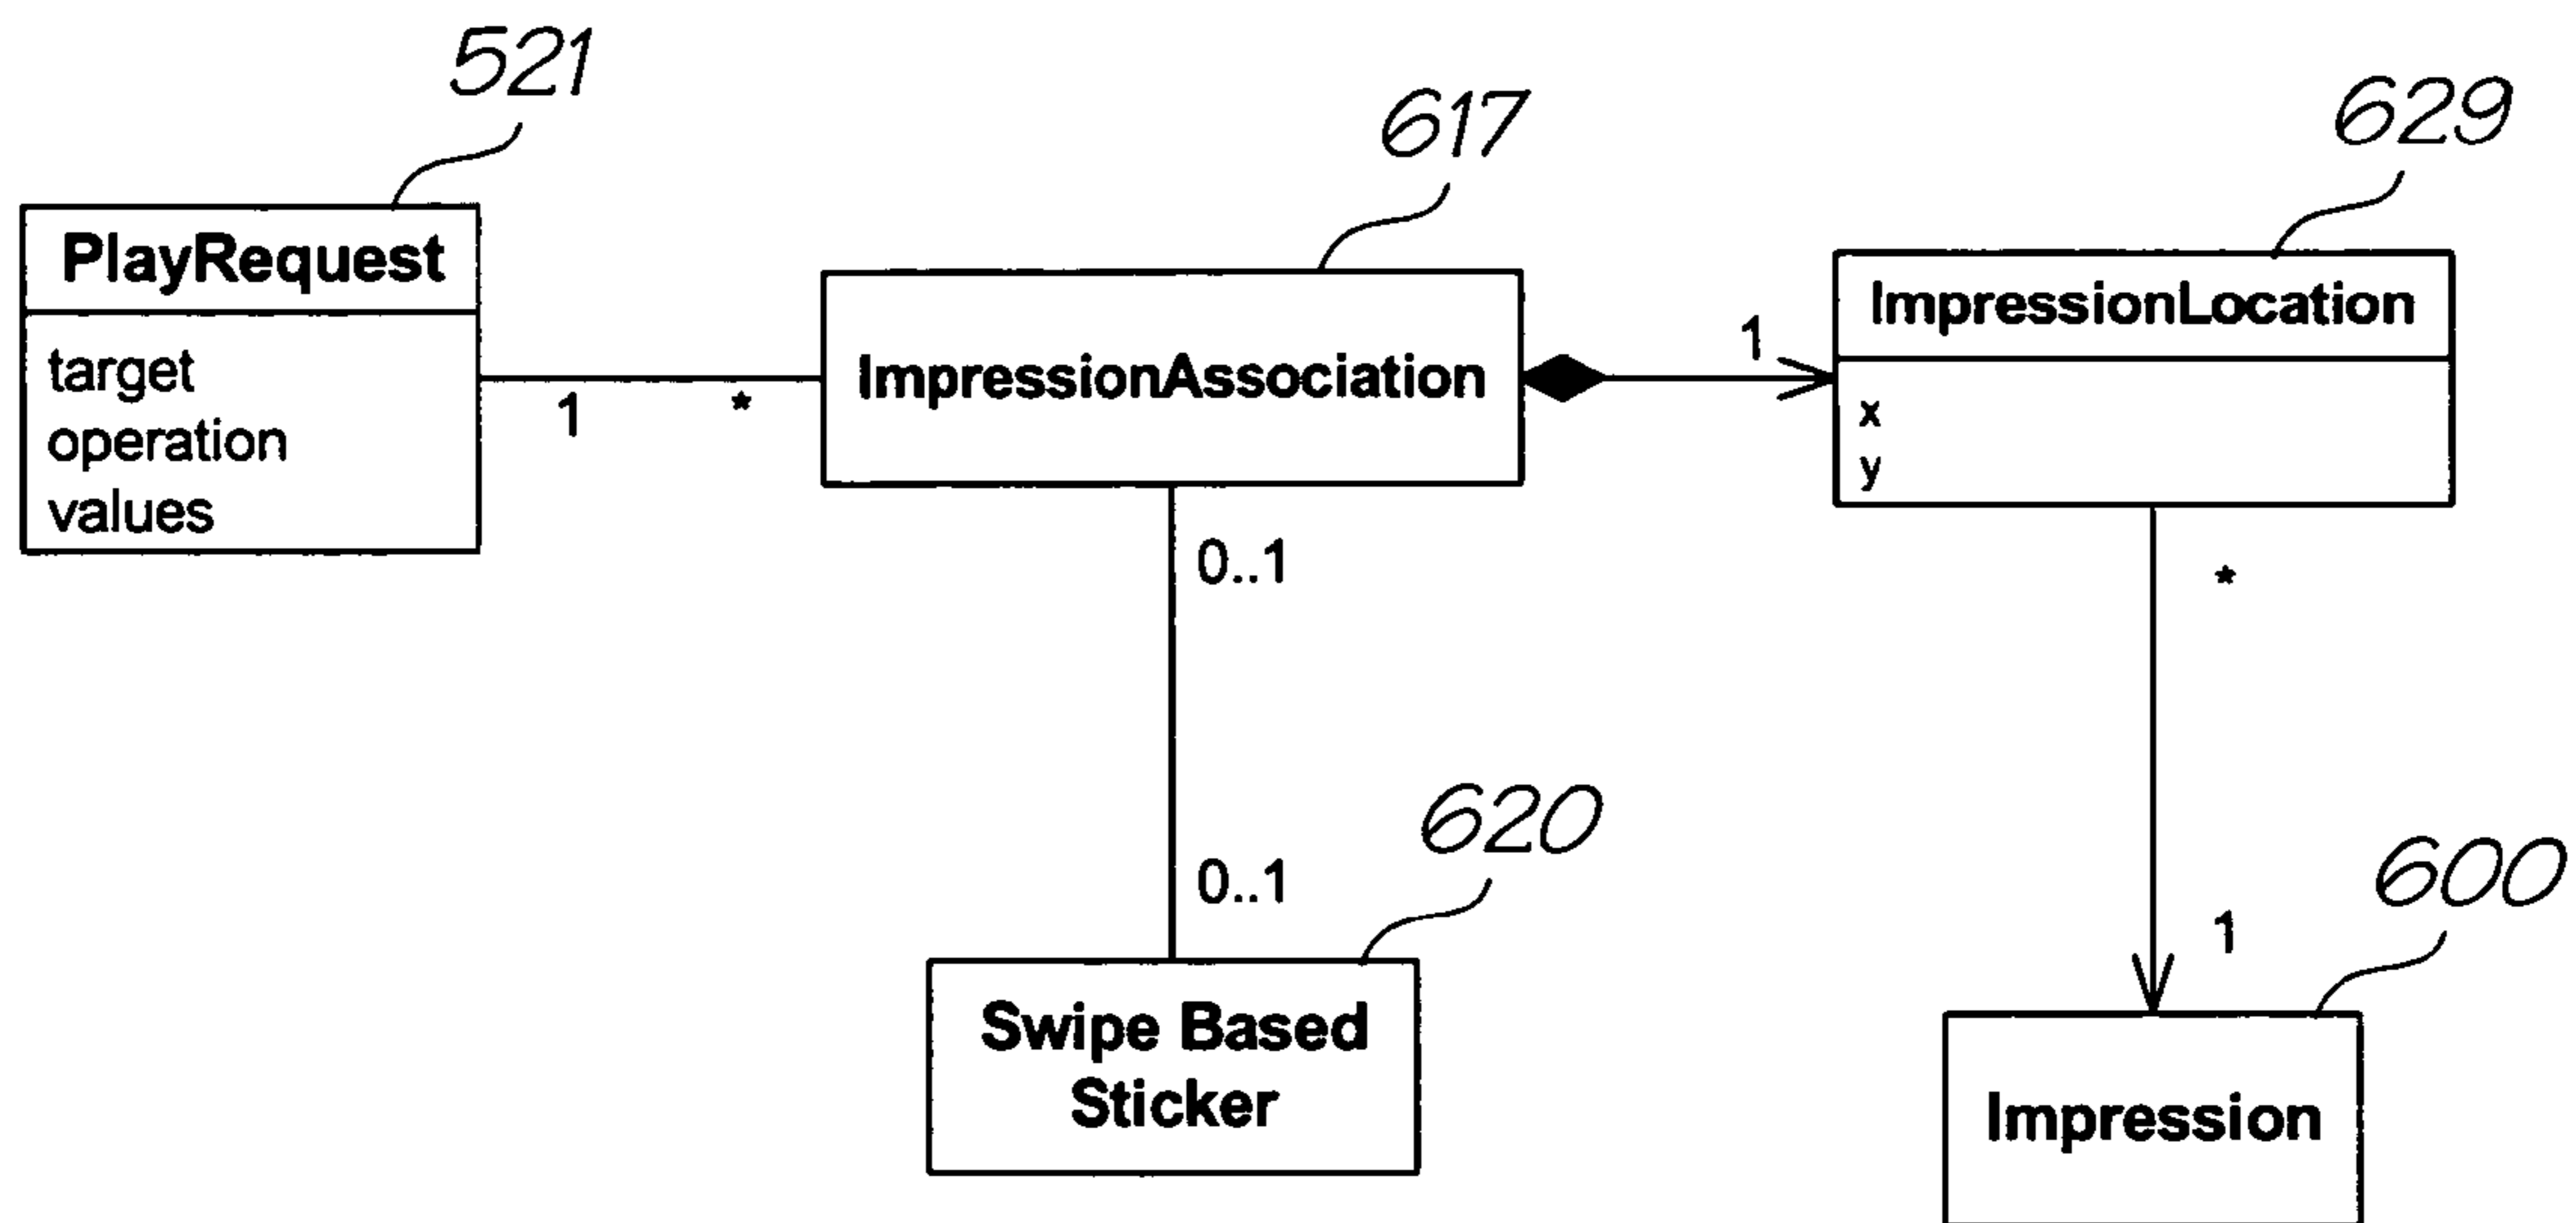 521
617
629
PlayRequest
target
operation
values
1
*
ImpressionAssociation
1
ImpressionLocation
x
y
0..1
0..1
*
1
620
Swipe Based
Sticker
600
Impression